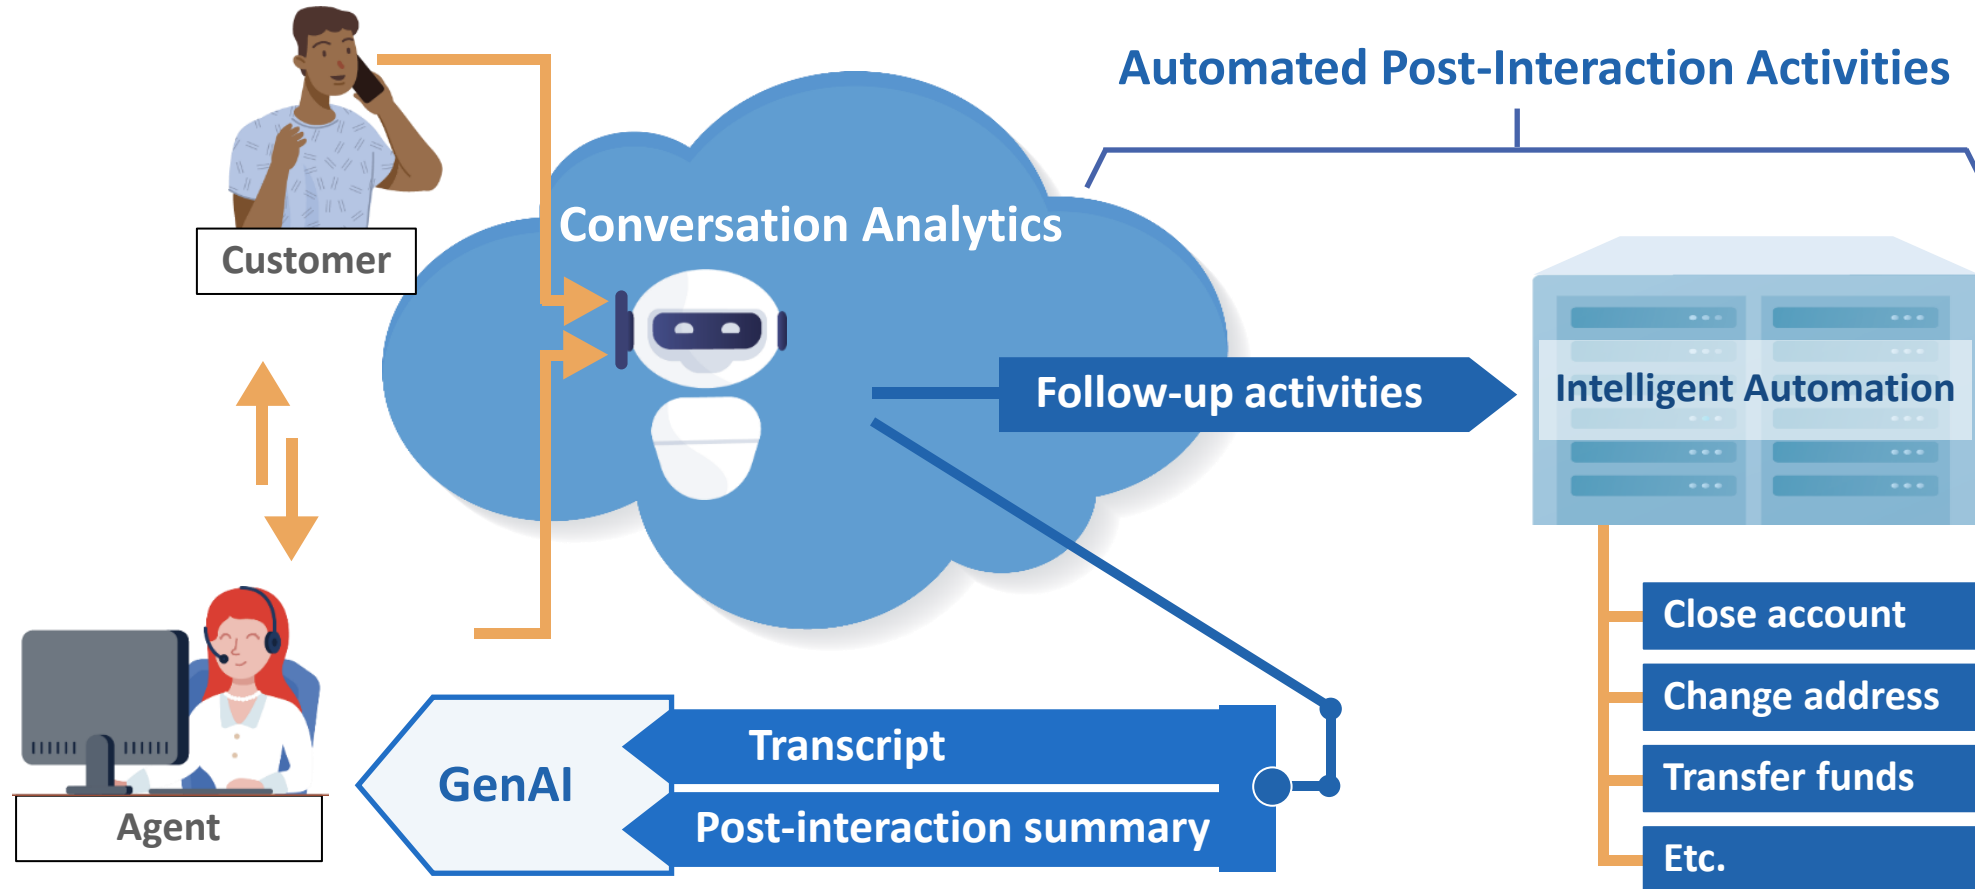 Automated Post-Interaction Activities
Conversation Analytics
Customer
Follow-up activities
Intelligent Automation
Close account
Change address
Transfer funds
Etc.
Transcript
GenAI
Post-interaction summary
Agent